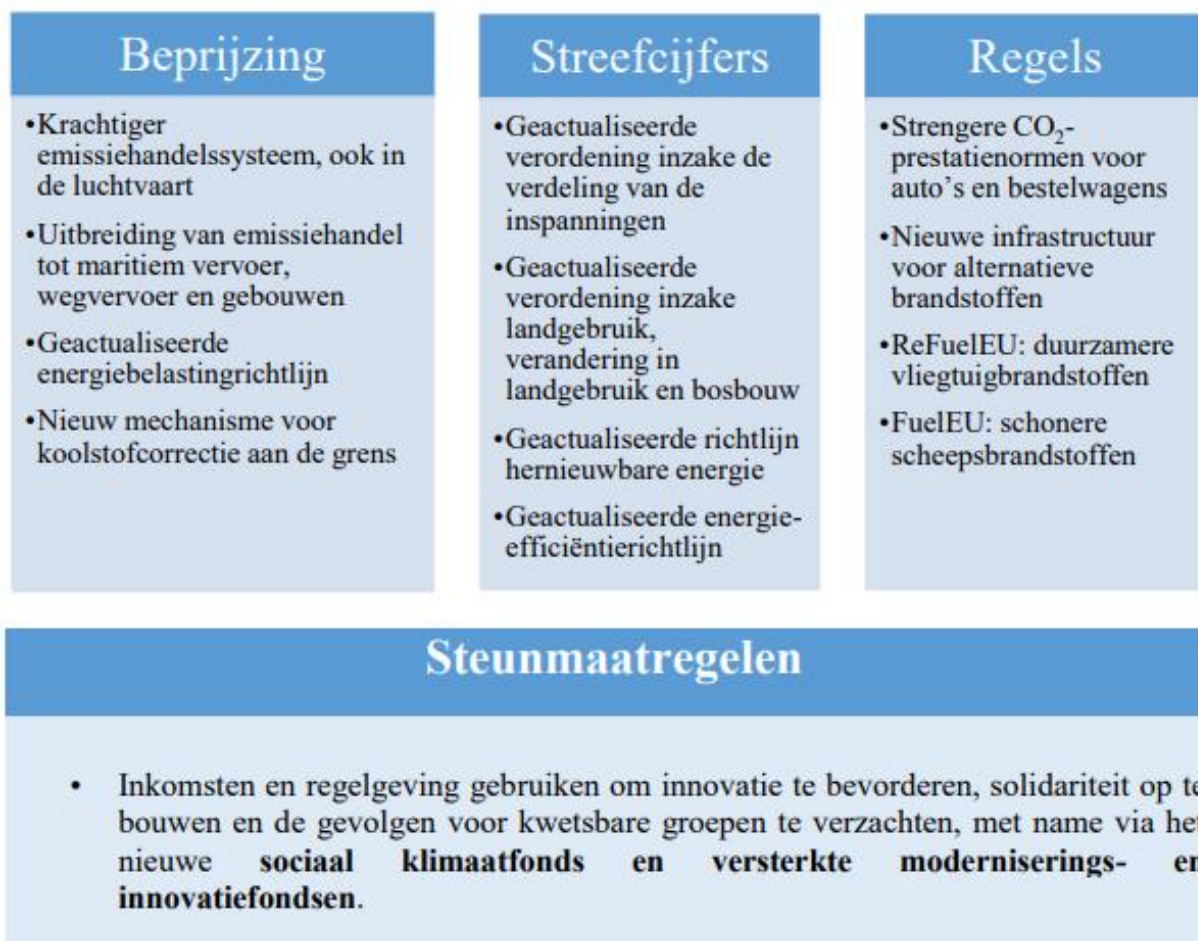 Beprijzing
•Krachtiger
emissiehandelssysteem, ook in
de luchtvaart
•Uitbreiding van emissiehandel
tot maritiem vervoer,
wegvervoer en gebouwen
•Geactualiseerde
energiebelastingrichtlijn
•Nieuw mechanisme voor
koolstofcorrectie aan de grens
Streefcijfers
•Geactualiseerde
verordening inzake de
verdeling van de
inspanningen
•Geactualiseerde
verordening inzake
landgebruik,
verandering in
landgebruik en bosbouw
•Geactualiseerde richtlijn
hernieuwbare energie
•Geactualiseerde energie-
efficiëntierichtlijn
Regels
•Strengere CO₂-
prestatienormen voor
auto’s en bestelwagens
•Nieuwe infrastructuur
voor alternatieve
brandstoffen
•ReFuelEU: duurzamere
vliegtuigbrandstoffen
•FuelEU: schonere
scheepsbrandstoffen
Steunmaatregelen
• Inkomsten en regelgeving gebruiken om innovatie te bevorderen, solidariteit op te
bouwen en de gevolgen voor kwetsbare groepen te verzachten, met name via het
nieuwe sociaal klimaatfonds en versterkte moderniserings- en
innovatiefondsen.